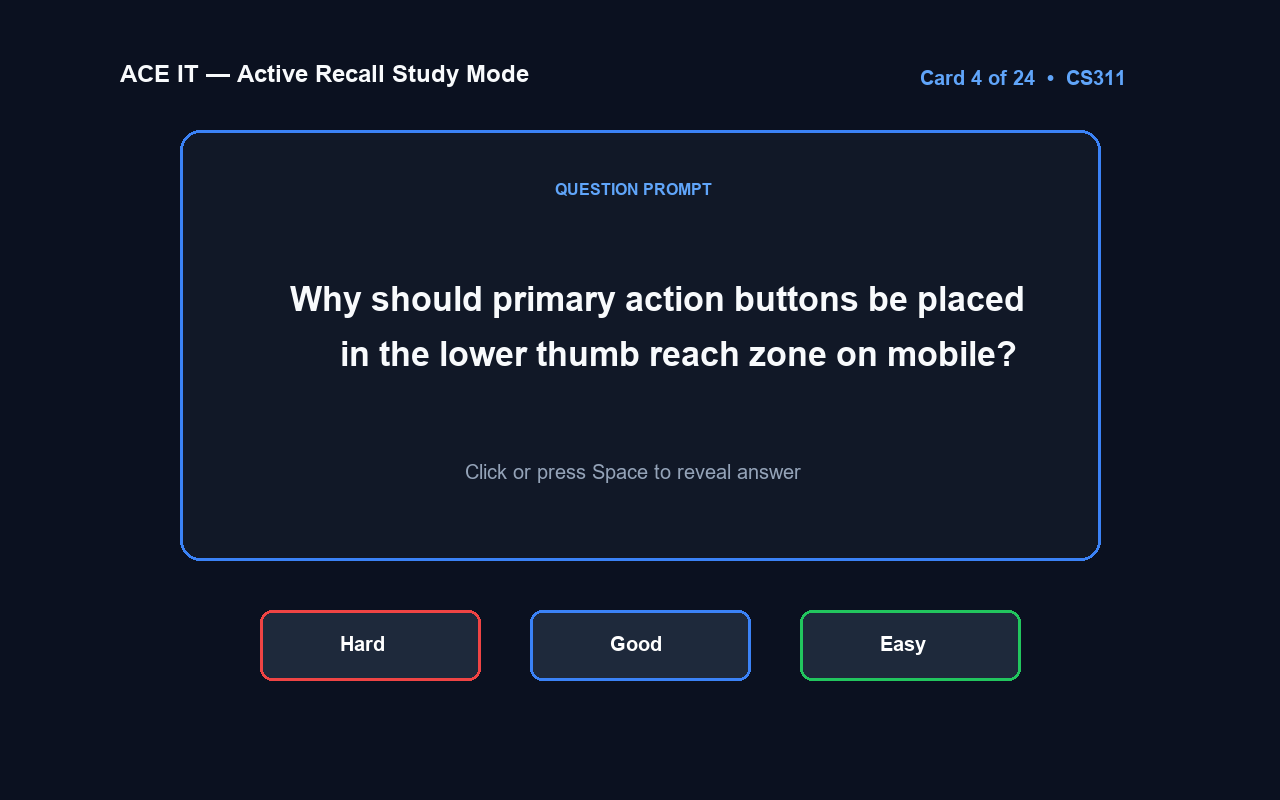 ACE IT — Active Recall Study Mode
Card 4 of 24 • CS311
QUESTION PROMPT
Why should primary action buttons be placed
in the lower thumb reach zone on mobile?
Click or press Space to reveal answer
Hard
Good
Easy